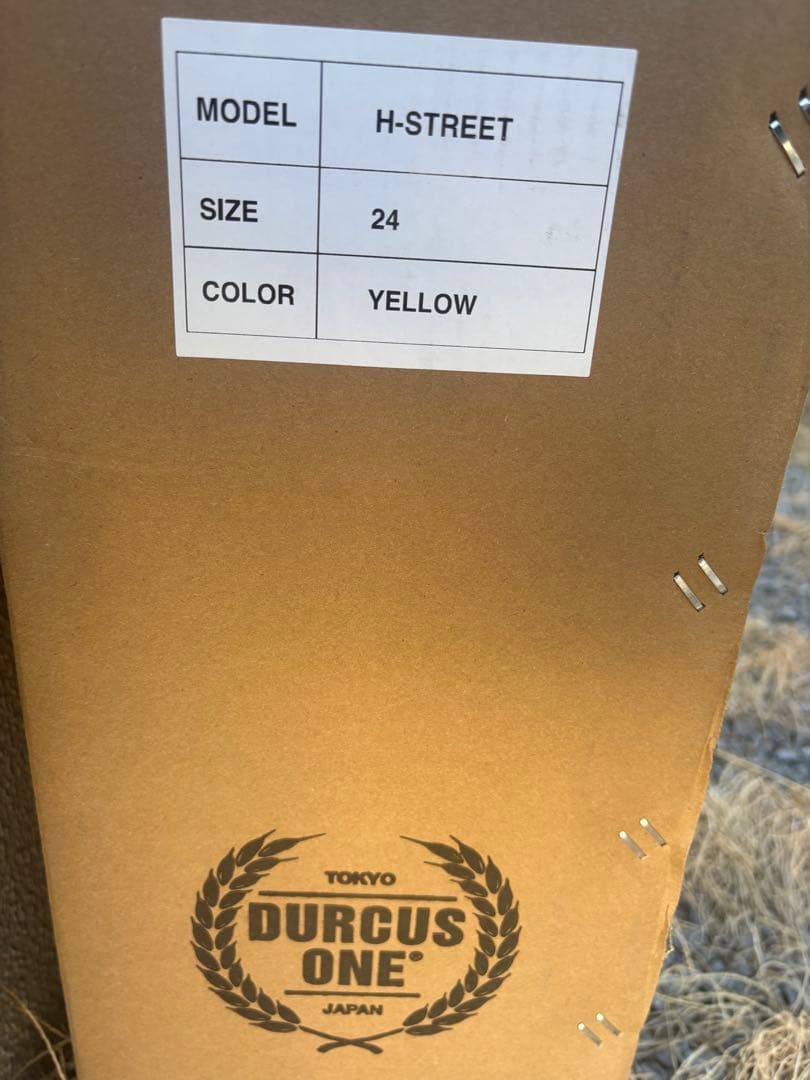 MODEL H-STREET
SIZE 24
COLOR YELLOW
TOKYO
DURCUS
ONE®
JAPAN